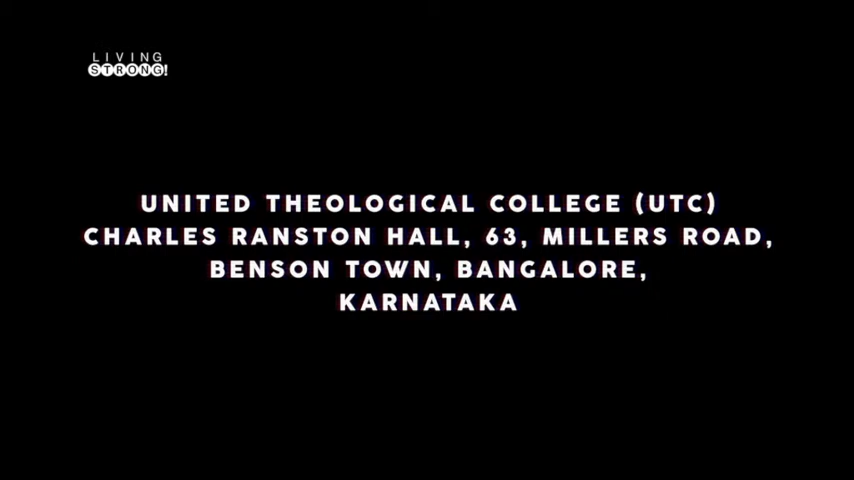 LIVING
STRONG!
UNITED THEOLOGICAL COLLEGE (UTC)
CHARLES RANSTON HALL, 63, MILLERS ROAD,
BENSON TOWN, BANGALORE,
KARNATAKA